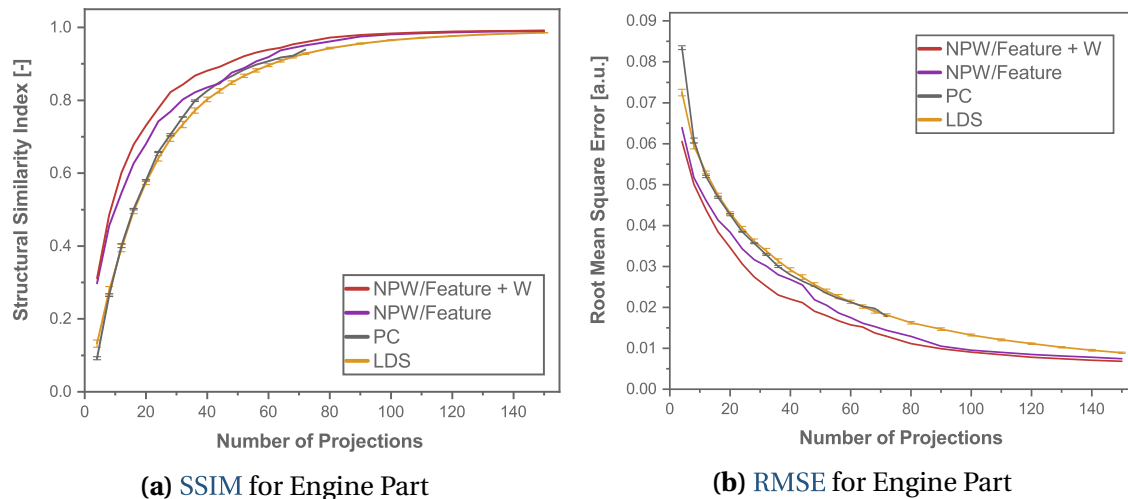 1.0
0.8
0.6
0.4
0.2
0.0
Structural Similarity Index [-]
NPW/Feature + W
NPW/Feature
PC
LDS
0 20 40 60 80 100 120 140
Number of Projections
(a) SSIM for Engine Part
0.09
0.08
0.07
0.06
0.05
0.04
0.03
0.02
0.01
0.00
Root Mean Square Error [a.u.]
NPW/Feature + W
NPW/Feature
PC
LDS
0 20 40 60 80 100 120 140
Number of Projections
(b) RMSE for Engine Part